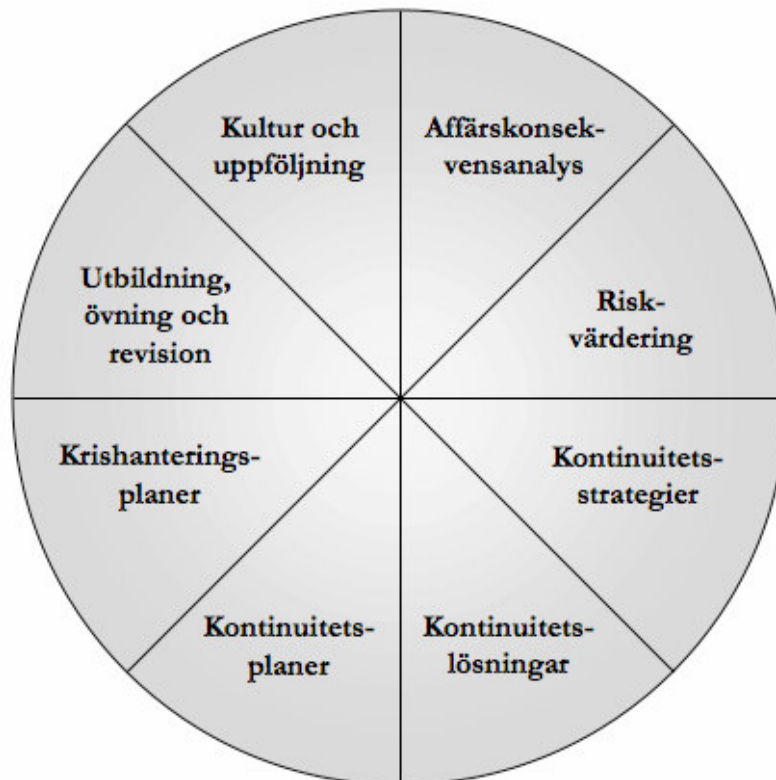 Kultur och
uppföljning
Affärskonsek-
vensanalys
Utbildning,
övning och
revision
Risk-
värdering
Krishanterings-
planer
Kontinuitets-
strategier
Kontinuitets-
planer
Kontinuitets-
lösningar